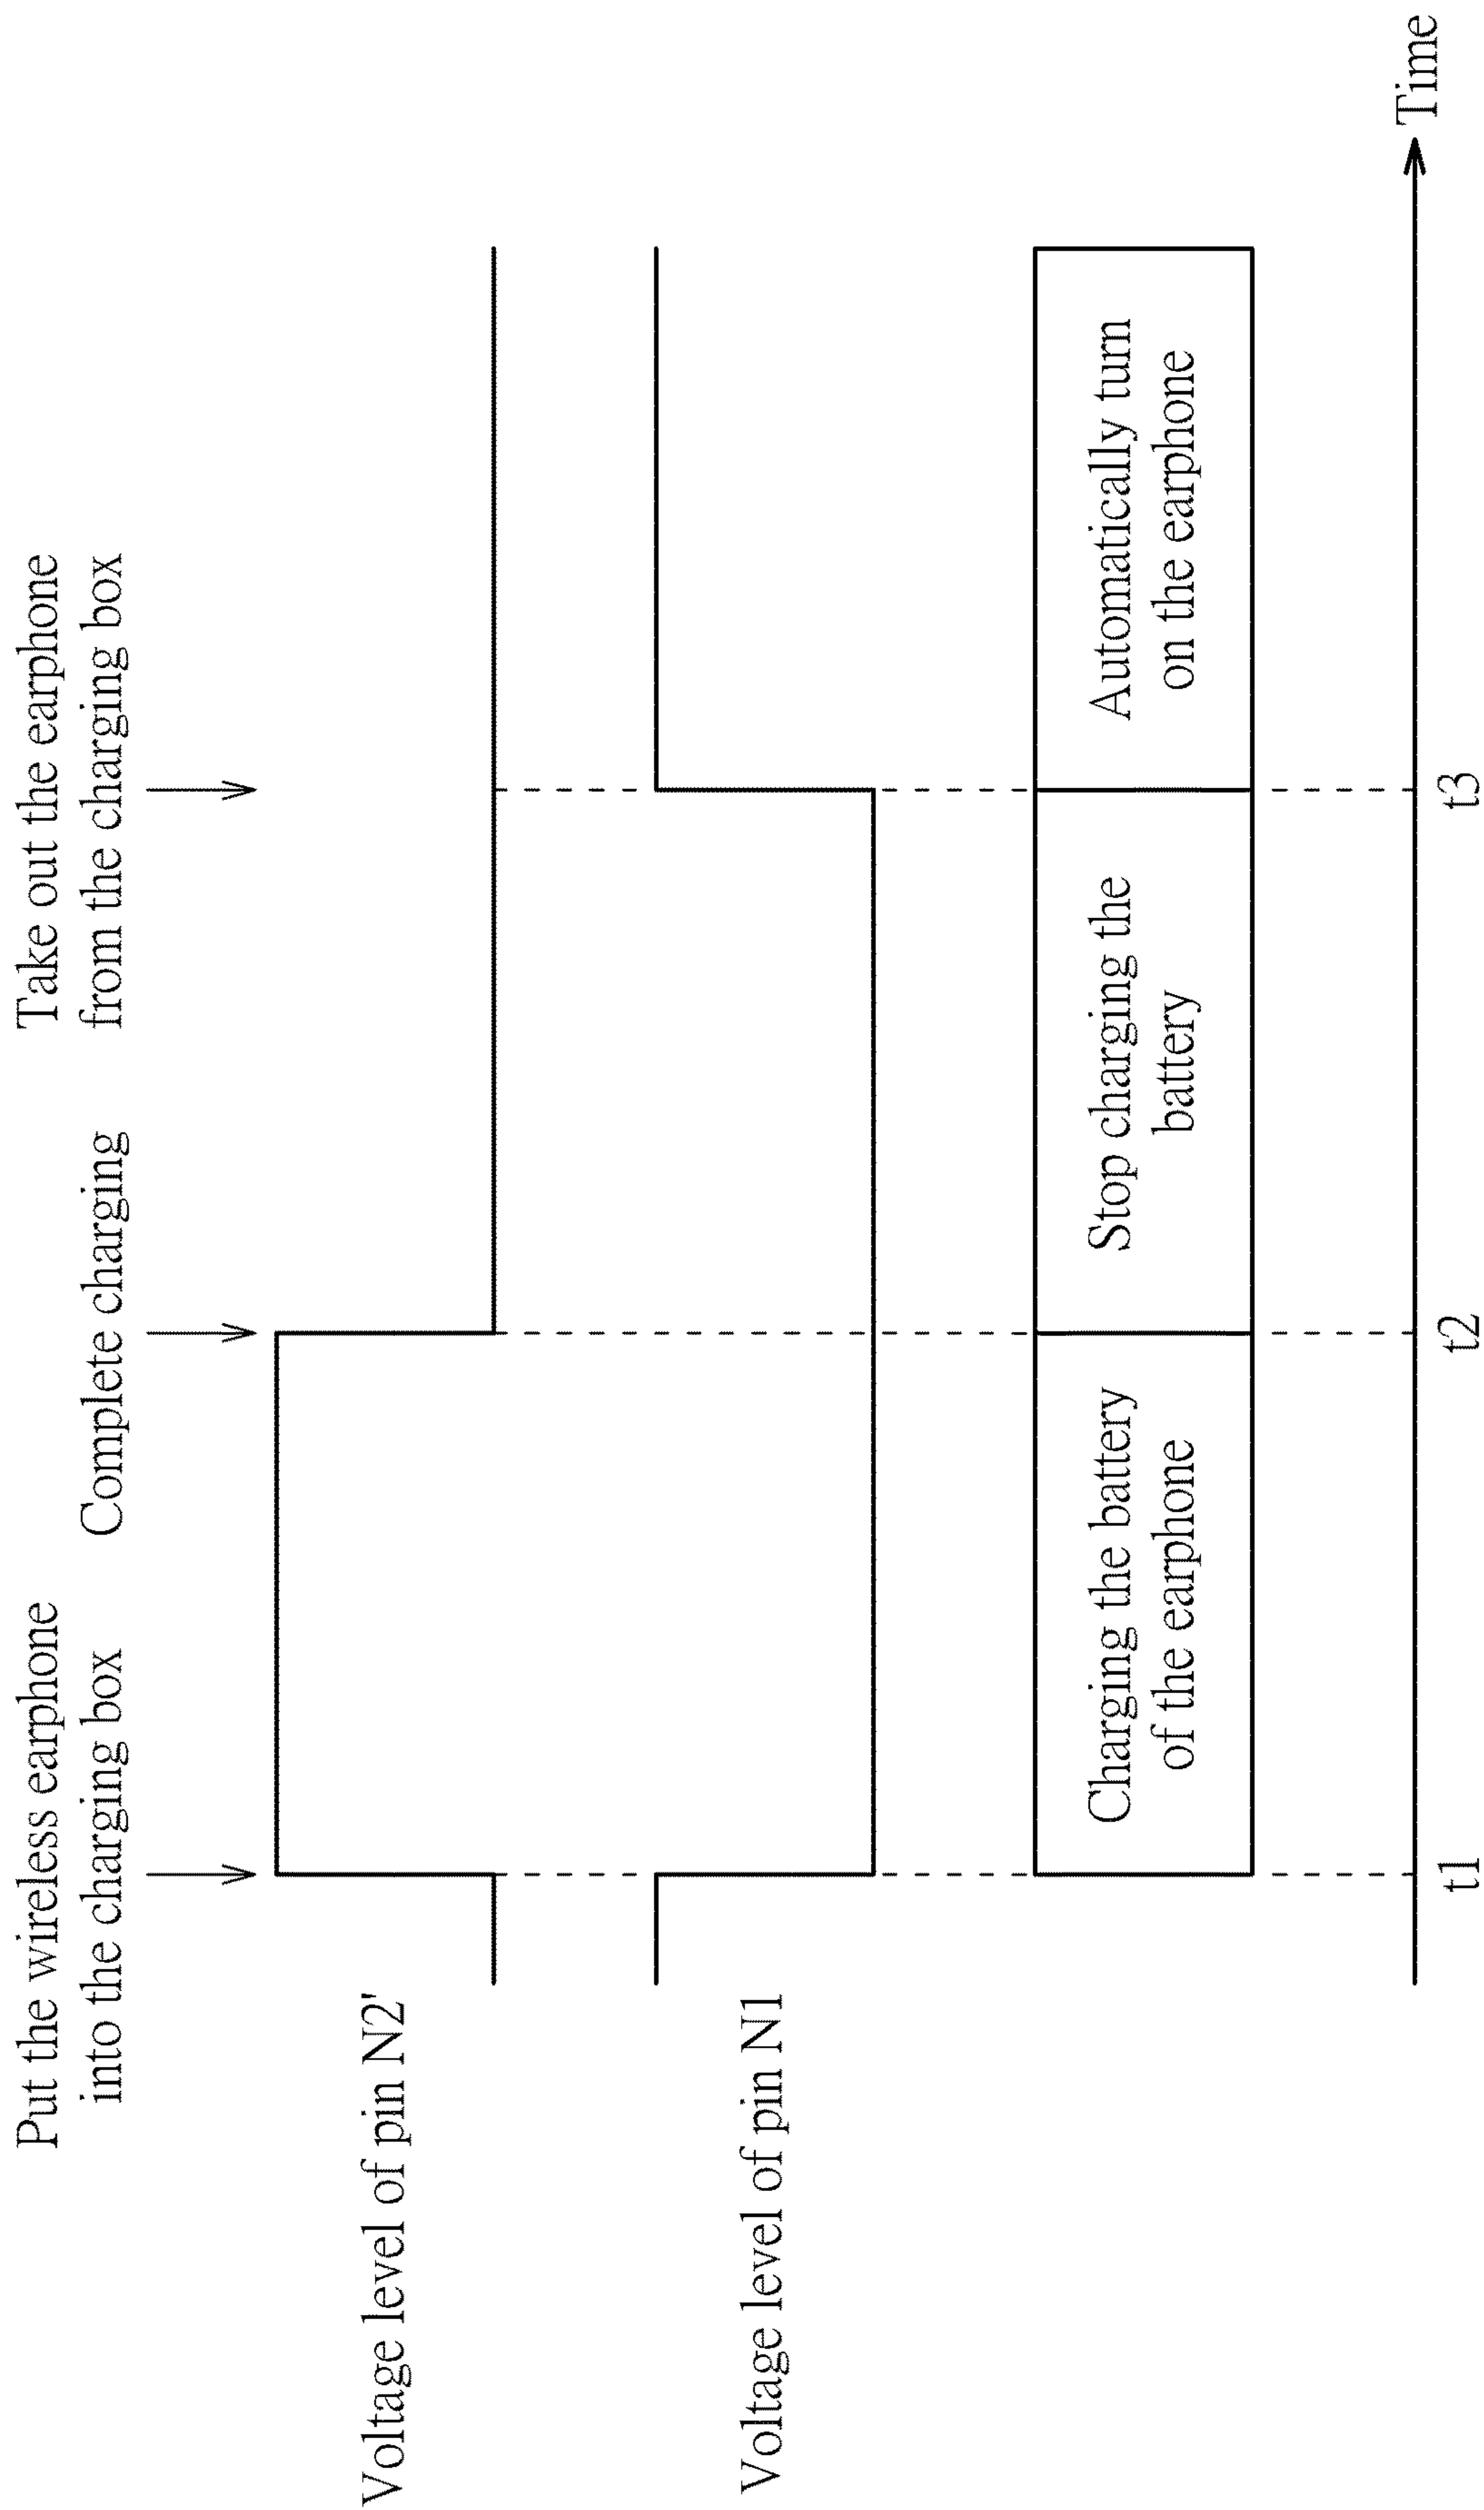 Put the wireless earphone
into the charging box
Complete charging
Take out the earphone
from the charging box
Voltage level of pin N2'
Voltage level of pin N1
Charging the battery
of the earphone
Stop charging the
battery
Automatically turn
on the earphone
t1
t2
t3
Time